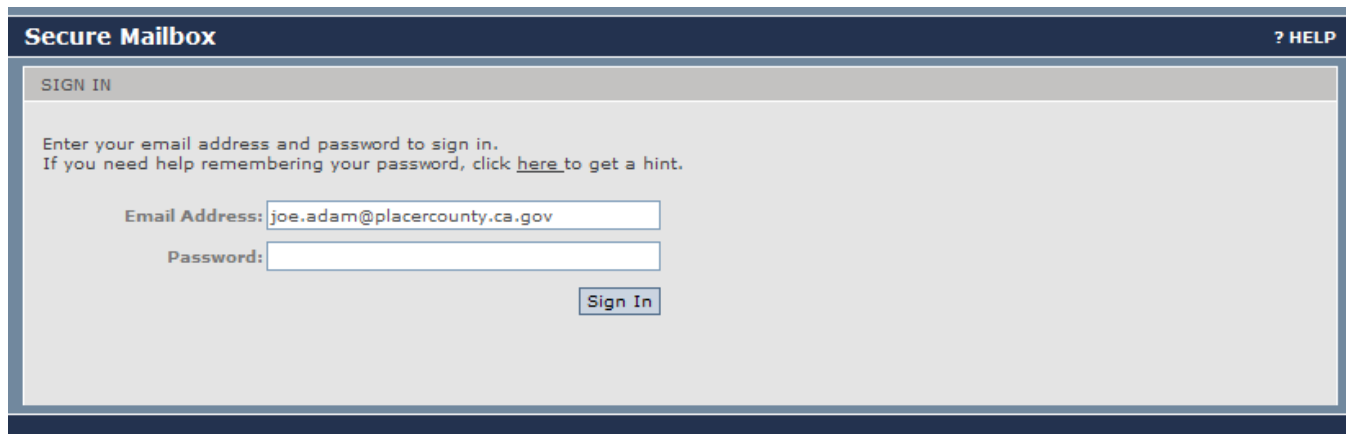 Secure Mailbox ? HELP
SIGN IN
Enter your email address and password to sign in.
If you need help remembering your password, click here to get a hint.
Email Address: joe.adam@placercounty.ca.gov
Password:
Sign In